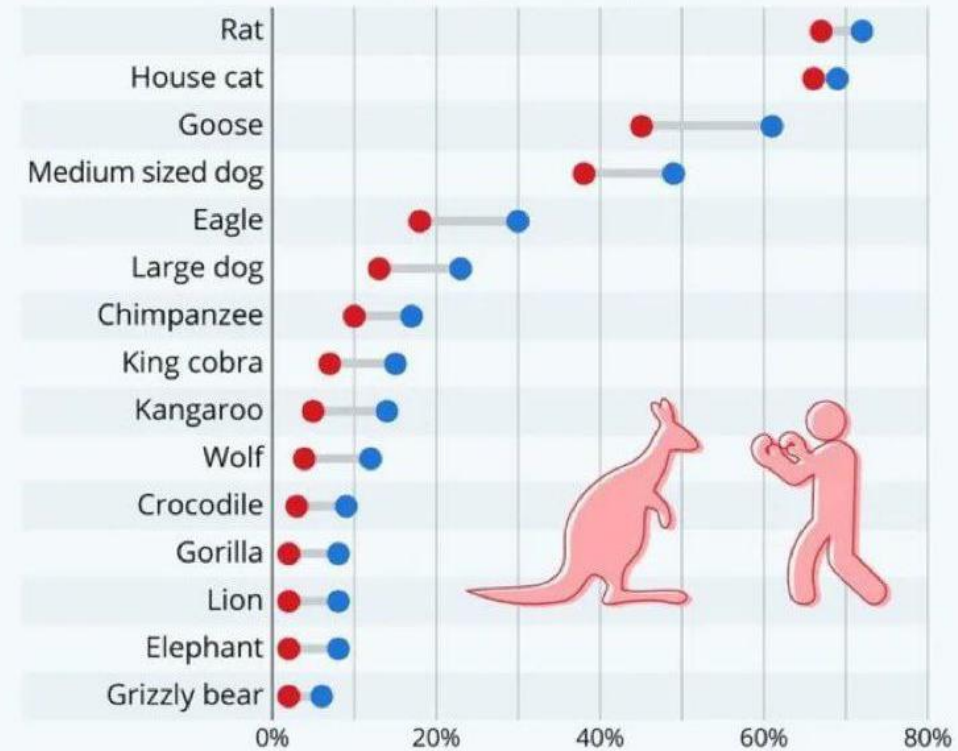 Rat
House cat
Goose
Medium sized dog
Eagle
Large dog
Chimpanzee
King cobra
Kangaroo
Wolf
Crocodile
Gorilla
Lion
Elephant
Grizzly bear
0% 20% 40% 60% 80%